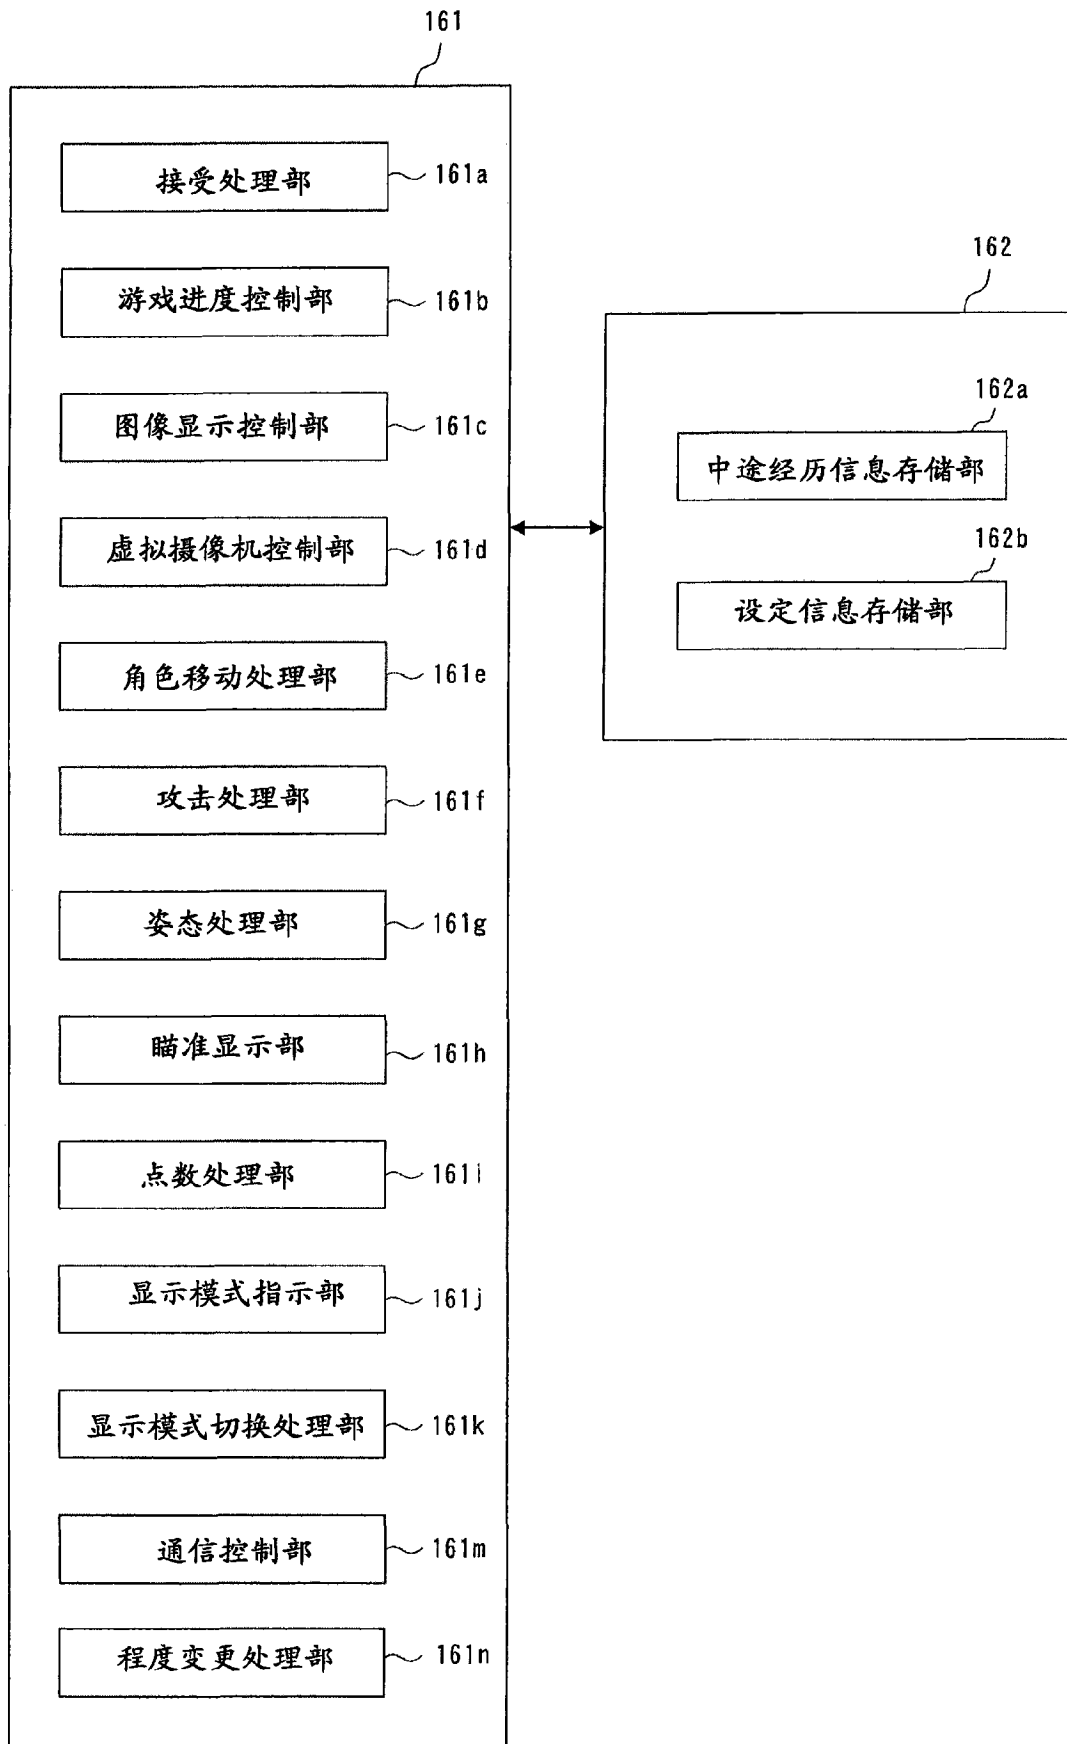 161
接受处理部 161a
游戏进度控制部 161b
图像显示控制部 161c
虚拟摄像机控制部 161d
角色移动处理部 161e
攻击处理部 161f
姿态处理部 161g
瞄准显示部 161h
点数处理部 161i
显示模式指示部 161j
显示模式切换处理部 161k
通信控制部 161m
程度变更处理部 161n
162
162a
中途经历信息存储部
162b
设定信息存储部